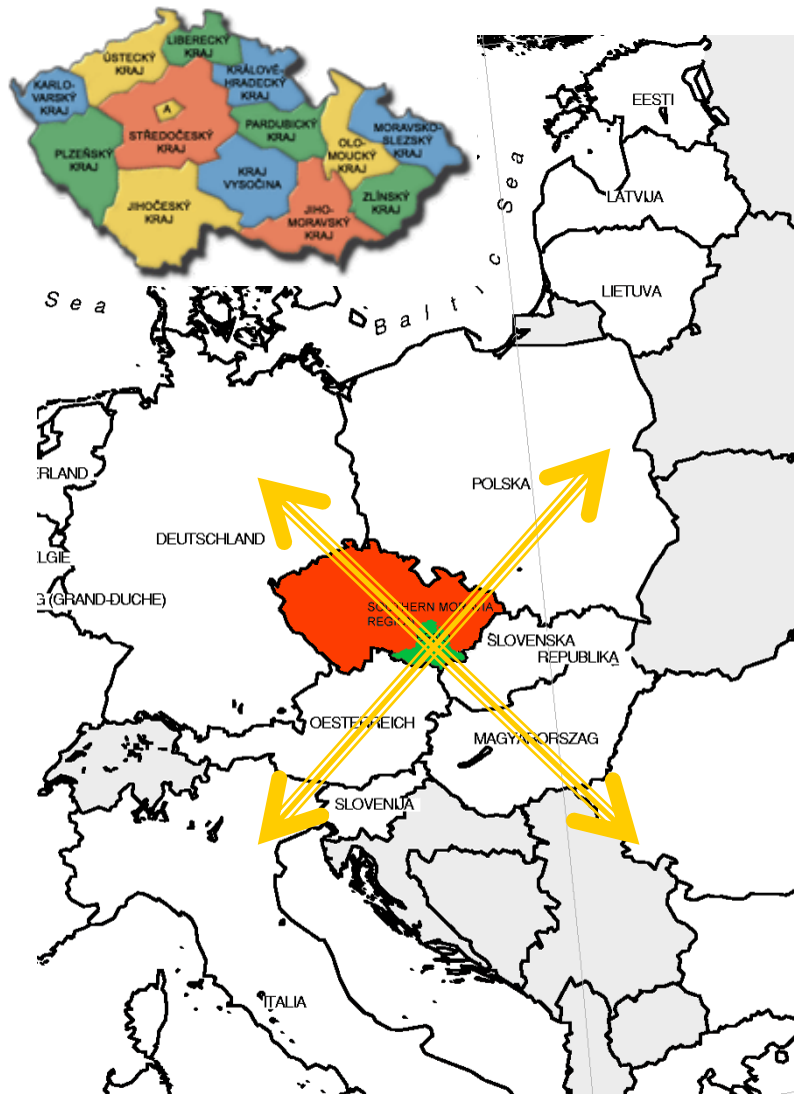 LIBERECKÝ
KRAJ
ÚSTECKÝ
KRAJ
KRÁLOVÉ-
HRADECKÝ
KRAJ
KARLO-
VARSKÝ
KRAJ
A
STŘEDOČESKÝ
KRAJ
PARDUBICKÝ
KRAJ
MORAVSKO-
SLEZSKÝ
KRAJ
OLO-
MOUCKÝ
KRAJ
PLZEŇSKÝ
KRAJ
KRAJ
VYSOČINA
ZLÍNSKÝ
KRAJ
JIHOČESKÝ
KRAJ
JIHO-
MORAVSKÝ
KRAJ
EESTI
LATVIJA
LIETUVA
Sea
Baltic Sea
ERLAND
POLSKA
DEUTSCHLAND
LGIE
G (GRAND-DUCHE)
SOUTHERN MORAVIA
REGION
SLOVENSKA
REPUBLIKA
OESTERREICH
MAGYARORSZAG
SLOVENIJA
ITALIA